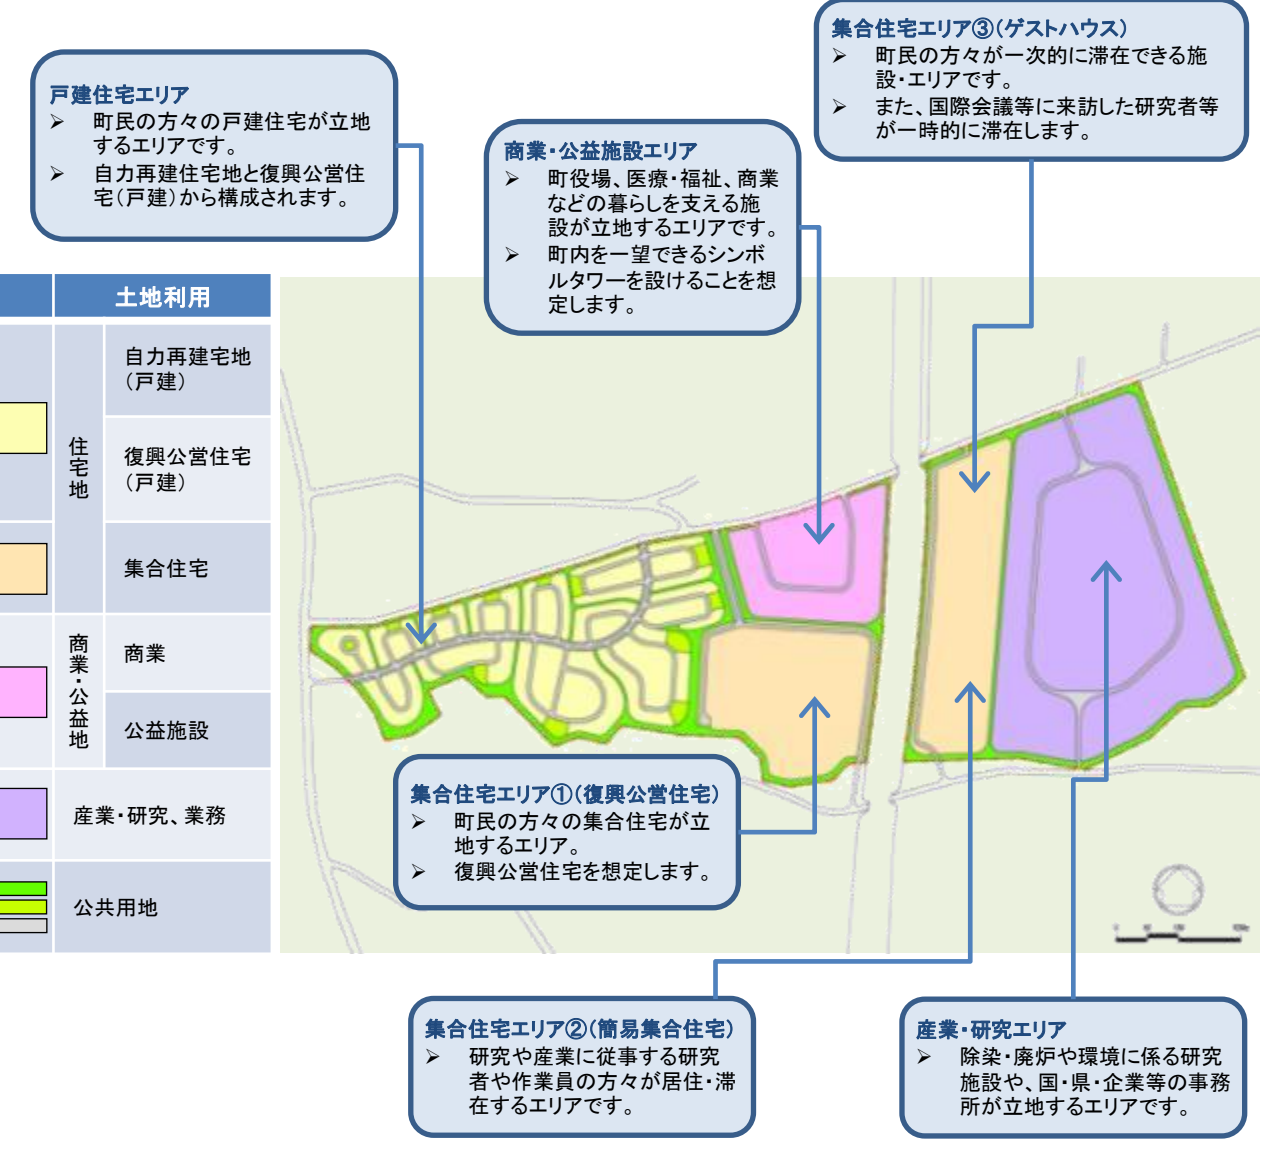 集合住宅エリア③(ゲストハウス)
➢ 町民の方々が一次的に滞在できる施
設・エリアです。
➢ また、国際会議等に来訪した研究者等
が一時的に滞在します。
戸建住宅エリア
➢ 町民の方々の戸建住宅が立地
するエリアです。
➢ 自力再建住宅地と復興公営住
宅(戸建)から構成されます。
商業・公益施設エリア
➢ 町役場、医療・福祉、商業
などの暮らしを支える施
設が立地するエリアです。
➢ 町内を一望できるシンボ
ルタワーを設けることを想
定します。
土地利用
住宅地
自力再建宅地
(戸建)
復興公営住宅
(戸建)
集合住宅
商業・公益地
商業
公益施設
産業・研究、業務
公共用地
集合住宅エリア①(復興公営住宅)
➢ 町民の方々の集合住宅が立
地するエリア。
➢ 復興公営住宅を想定します。
集合住宅エリア②(簡易集合住宅)
➢ 研究や産業に従事する研究
者や作業員の方々が居住・滞
在するエリアです。
産業・研究エリア
➢ 除染・廃炉や環境に係る研究
施設や、国・県・企業等の事務
所が立地するエリアです。